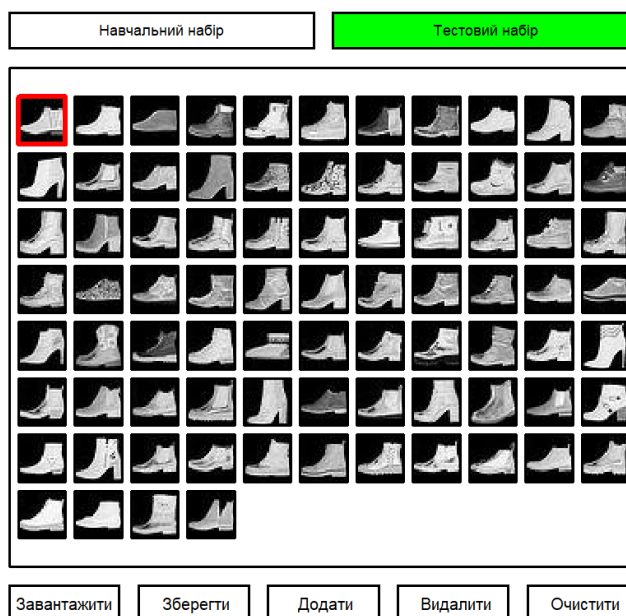 Навчальний набір
Тестовий набір
Завантажити
Зберегти
Додати
Видалити
Очистити